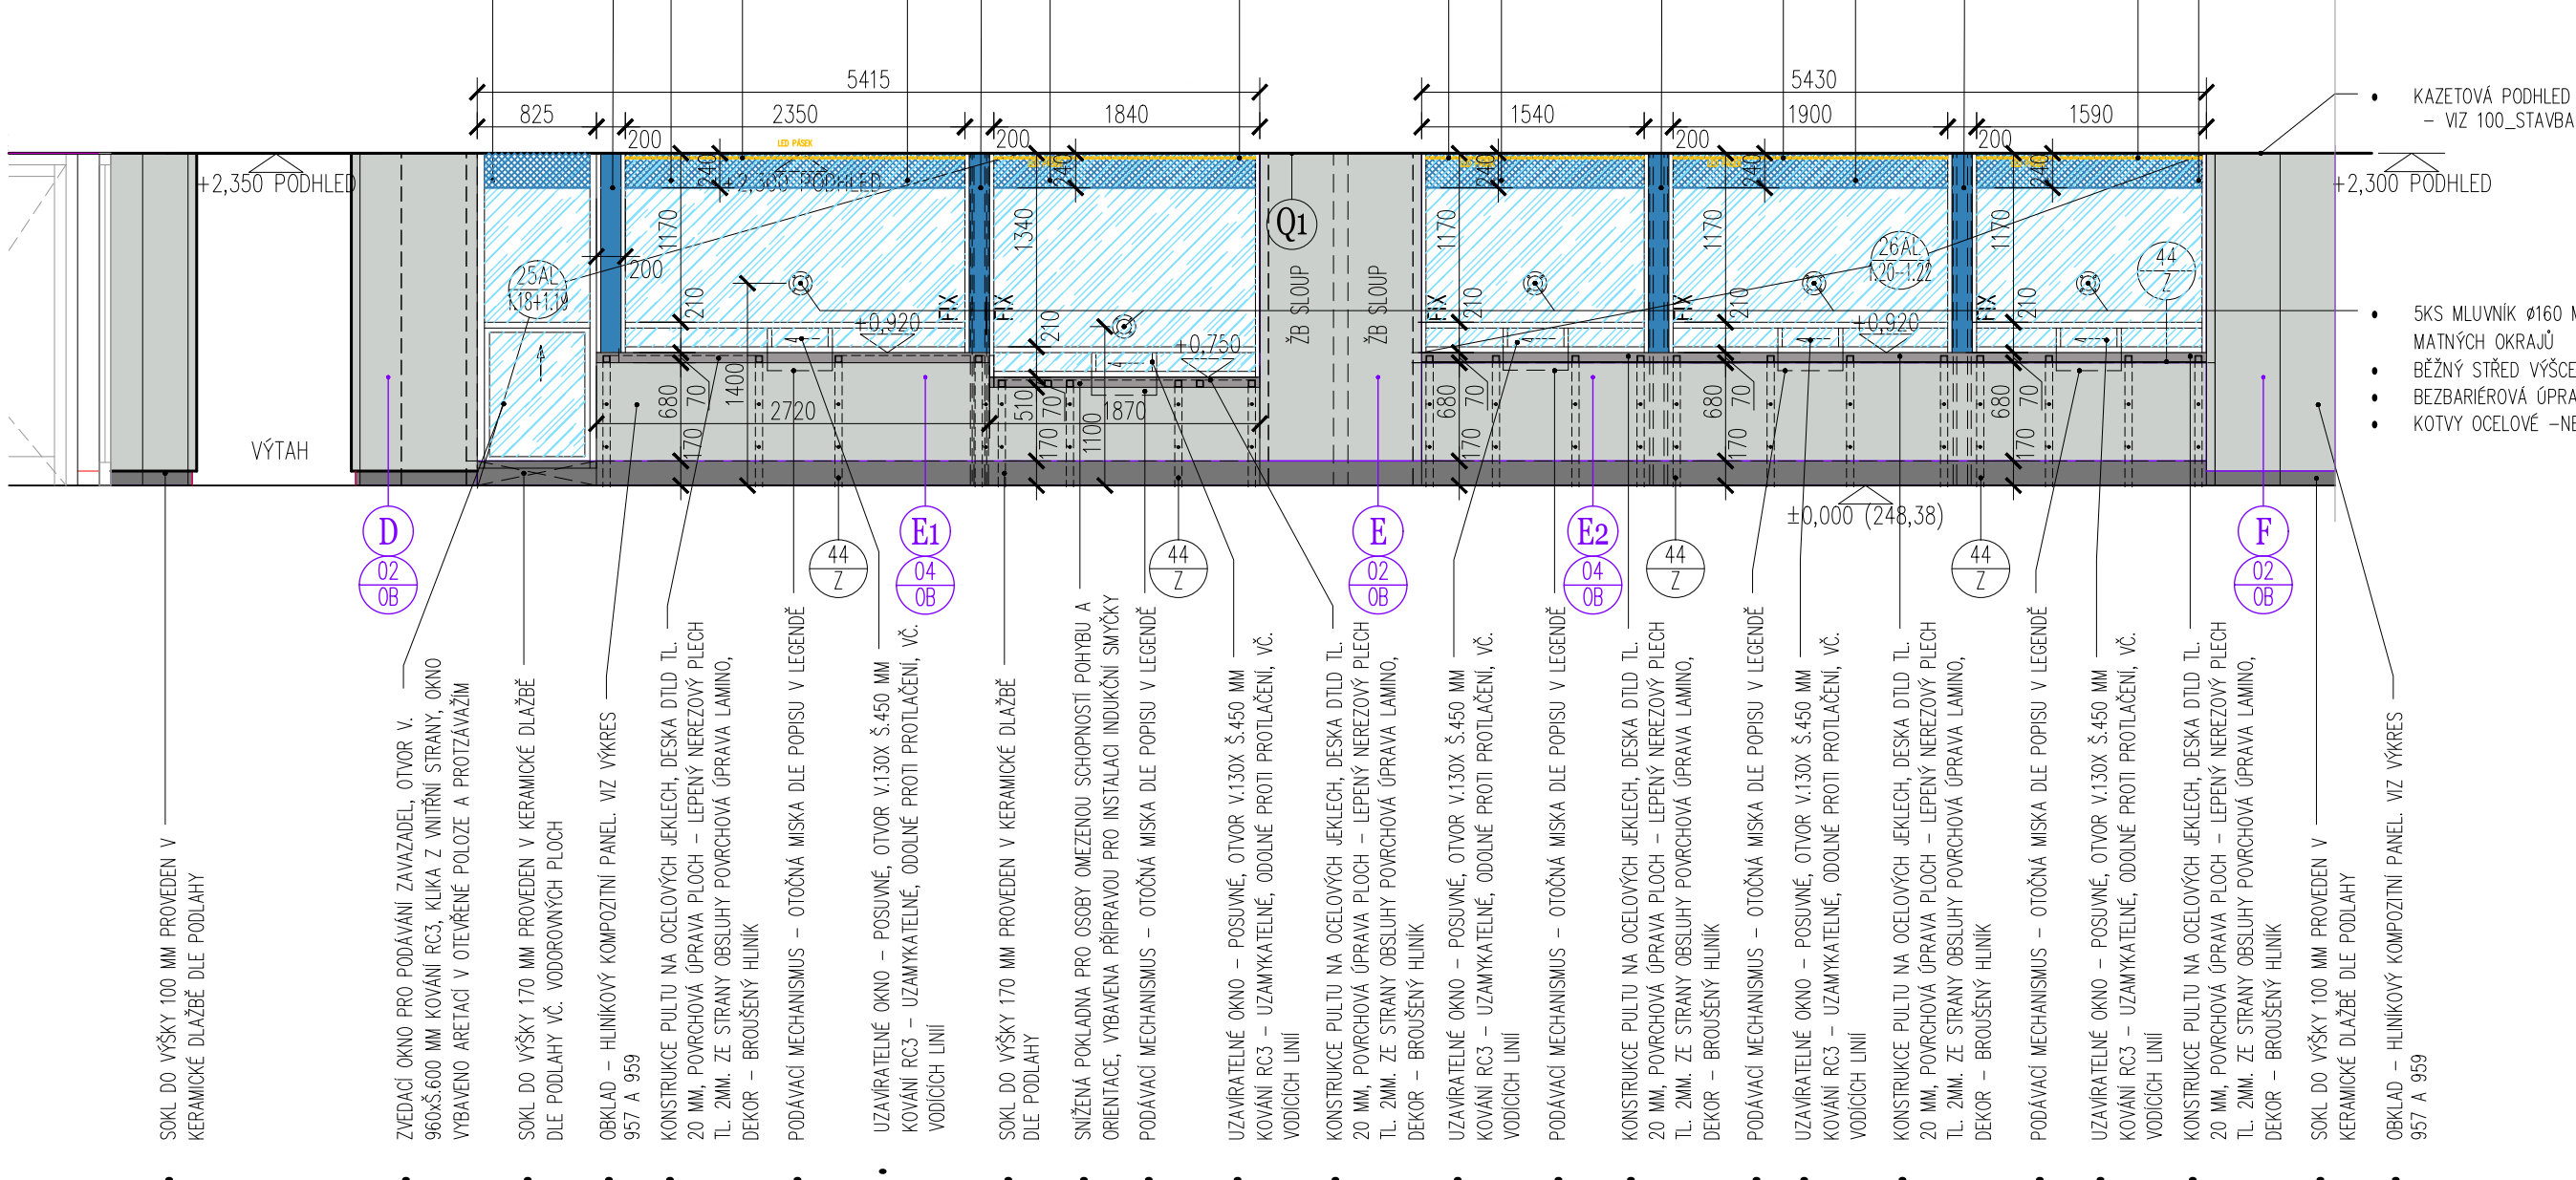 5415
5430
825
2350
1840
1540
1900
1590
200
200
200
200
LED PÁSEK
240
240
240
240
240
+2,350 PODHLED
+2,300 PODHLED
+2,300 PODHLED
KAZETOVÁ PODHLED
– VIZ 100_STAVBA
1170
1340
1170
1170
1170
200
Q1
25AL
1.18+1.19
26AL
1.20-1.22
44
Z
ŽB SLOUP
ŽB SLOUP
FIX
FIX
FIX
FIX
FIX
210
210
210
210
210
+0,920
+0,750
+0,920
5KS MLUVNÍK ø160 M
MATNÝCH OKRAJŮ
BĚŽNÝ STŘED VÝŠCE
BEZBARIÉROVÁ ÚPRA
KOTVY OCELOVÉ –NE
680
70
1400
2720
510
70
1100
1870
680
70
680
70
680
70
170
170
170
170
170
VÝTAH
±0,000 (248,38)
D
02
OB
44
Z
E1
04
OB
44
Z
E
02
OB
E2
04
OB
44
Z
44
Z
F
02
OB
SOKL DO VÝŠKY 100 MM PROVEDEN V
KERAMICKÉ DLAŽBĚ DLE PODLAHY
ZVEDACÍ OKNO PRO PODÁVÁNÍ ZAVAZADEL, OTVOR V.
960xŠ.600 MM KOVÁNÍ RC3, KLIKA Z VNITŘNÍ STRANY, OKNO
VYBAVENO ARETACÍ V OTEVŘENÉ POLOZE A PROTIZÁVAŽÍM
SOKL DO VÝŠKY 170 MM PROVEDEN V KERAMICKÉ DLAŽBĚ
DLE PODLAHY VČ. VODOROVNÝCH PLOCH
OBKLAD – HLINÍKOVÝ KOMPOZITNÍ PANEL. VIZ VÝKRES
957 A 959
KONSTRUKCE PULTU NA OCELOVÝCH JEKLECH, DESKA DTLD TL.
20 MM, POVRCHOVÁ ÚPRAVA PLOCH – LEPENÝ NEREZOVÝ PLECH
TL. 2MM. ZE STRANY OBSLUHY POVRCHOVÁ ÚPRAVA LAMINO,
DEKOR – BROUŠENÝ HLINÍK
PODÁVACÍ MECHANISMUS – OTOČNÁ MISKA DLE POPISU V LEGENDĚ
UZAVÍRATELNÉ OKNO – POSUVNÉ, OTVOR V.130X Š.450 MM
KOVÁNÍ RC3 – UZAMYKATELNÉ, ODOLNÉ PROTI PROTLAČENÍ, VČ.
VODÍCÍCH LINIÍ
SOKL DO VÝŠKY 170 MM PROVEDEN V KERAMICKÉ DLAŽBĚ
DLE PODLAHY
SNÍŽENÁ POKLADNA PRO OSOBY OMEZENOU SCHOPNOSTÍ POHYBU A
ORIENTACE, VYBAVENA PŘÍPRAVOU PRO INSTALACI INDUKČNÍ SMYČKY
PODÁVACÍ MECHANISMUS – OTOČNÁ MISKA DLE POPISU V LEGENDĚ
UZAVÍRATELNÉ OKNO – POSUVNÉ, OTVOR V.130X Š.450 MM
KOVÁNÍ RC3 – UZAMYKATELNÉ, ODOLNÉ PROTI PROTLAČENÍ, VČ.
VODÍCÍCH LINIÍ
KONSTRUKCE PULTU NA OCELOVÝCH JEKLECH, DESKA DTLD TL.
20 MM, POVRCHOVÁ ÚPRAVA PLOCH – LEPENÝ NEREZOVÝ PLECH
TL. 2MM. ZE STRANY OBSLUHY POVRCHOVÁ ÚPRAVA LAMINO,
DEKOR – BROUŠENÝ HLINÍK
UZAVÍRATELNÉ OKNO – POSUVNÉ, OTVOR V.130X Š.450 MM
KOVÁNÍ RC3 – UZAMYKATELNÉ, ODOLNÉ PROTI PROTLAČENÍ, VČ.
VODÍCÍCH LINIÍ
PODÁVACÍ MECHANISMUS – OTOČNÁ MISKA DLE POPISU V LEGENDĚ
KONSTRUKCE PULTU NA OCELOVÝCH JEKLECH, DESKA DTLD TL.
20 MM, POVRCHOVÁ ÚPRAVA PLOCH – LEPENÝ NEREZOVÝ PLECH
TL. 2MM. ZE STRANY OBSLUHY POVRCHOVÁ ÚPRAVA LAMINO,
DEKOR – BROUŠENÝ HLINÍK
PODÁVACÍ MECHANISMUS – OTOČNÁ MISKA DLE POPISU V LEGENDĚ
UZAVÍRATELNÉ OKNO – POSUVNÉ, OTVOR V.130X Š.450 MM
KOVÁNÍ RC3 – UZAMYKATELNÉ, ODOLNÉ PROTI PROTLAČENÍ, VČ.
VODÍCÍCH LINIÍ
KONSTRUKCE PULTU NA OCELOVÝCH JEKLECH, DESKA DTLD TL.
20 MM, POVRCHOVÁ ÚPRAVA PLOCH – LEPENÝ NEREZOVÝ PLECH
TL. 2MM. ZE STRANY OBSLUHY POVRCHOVÁ ÚPRAVA LAMINO,
DEKOR – BROUŠENÝ HLINÍK
PODÁVACÍ MECHANISMUS – OTOČNÁ MISKA DLE POPISU V LEGENDĚ
UZAVÍRATELNÉ OKNO – POSUVNÉ, OTVOR V.130X Š.450 MM
KOVÁNÍ RC3 – UZAMYKATELNÉ, ODOLNÉ PROTI PROTLAČENÍ, VČ.
VODÍCÍCH LINIÍ
KONSTRUKCE PULTU NA OCELOVÝCH JEKLECH, DESKA DTLD TL.
20 MM, POVRCHOVÁ ÚPRAVA PLOCH – LEPENÝ NEREZOVÝ PLECH
TL. 2MM. ZE STRANY OBSLUHY POVRCHOVÁ ÚPRAVA LAMINO,
DEKOR – BROUŠENÝ HLINÍK
SOKL DO VÝŠKY 100 MM PROVEDEN V
KERAMICKÉ DLAŽBĚ DLE PODLAHY
OBKLAD – HLINÍKOVÝ KOMPOZITNÍ PANEL. VIZ VÝKRES
957 A 959